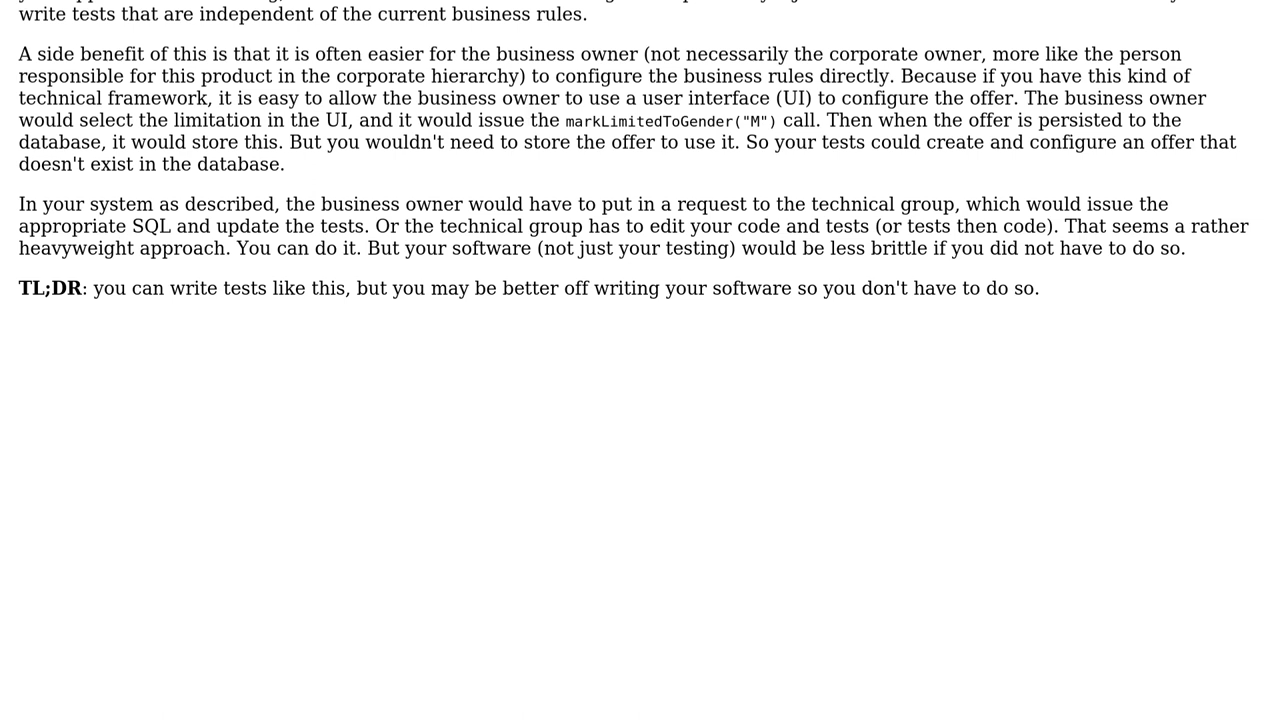 write tests that are independent of the current business rules.
A side benefit of this is that it is often easier for the business owner (not necessarily the corporate owner, more like the person
responsible for this product in the corporate hierarchy) to configure the business rules directly. Because if you have this kind of
technical framework, it is easy to allow the business owner to use a user interface (UI) to configure the offer. The business owner
would select the limitation in the UI, and it would issue the markLimitedToGender("M") call. Then when the offer is persisted to the
database, it would store this. But you wouldn't need to store the offer to use it. So your tests could create and configure an offer that
doesn't exist in the database.
In your system as described, the business owner would have to put in a request to the technical group, which would issue the
appropriate SQL and update the tests. Or the technical group has to edit your code and tests (or tests then code). That seems a rather
heavyweight approach. You can do it. But your software (not just your testing) would be less brittle if you did not have to do so.
TL;DR: you can write tests like this, but you may be better off writing your software so you don't have to do so.